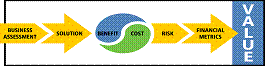 BUSINESS
ASSESSMENT
SOLUTION
BENEFIT
COST
RISK
FINANCIAL
METRICS
VALUE